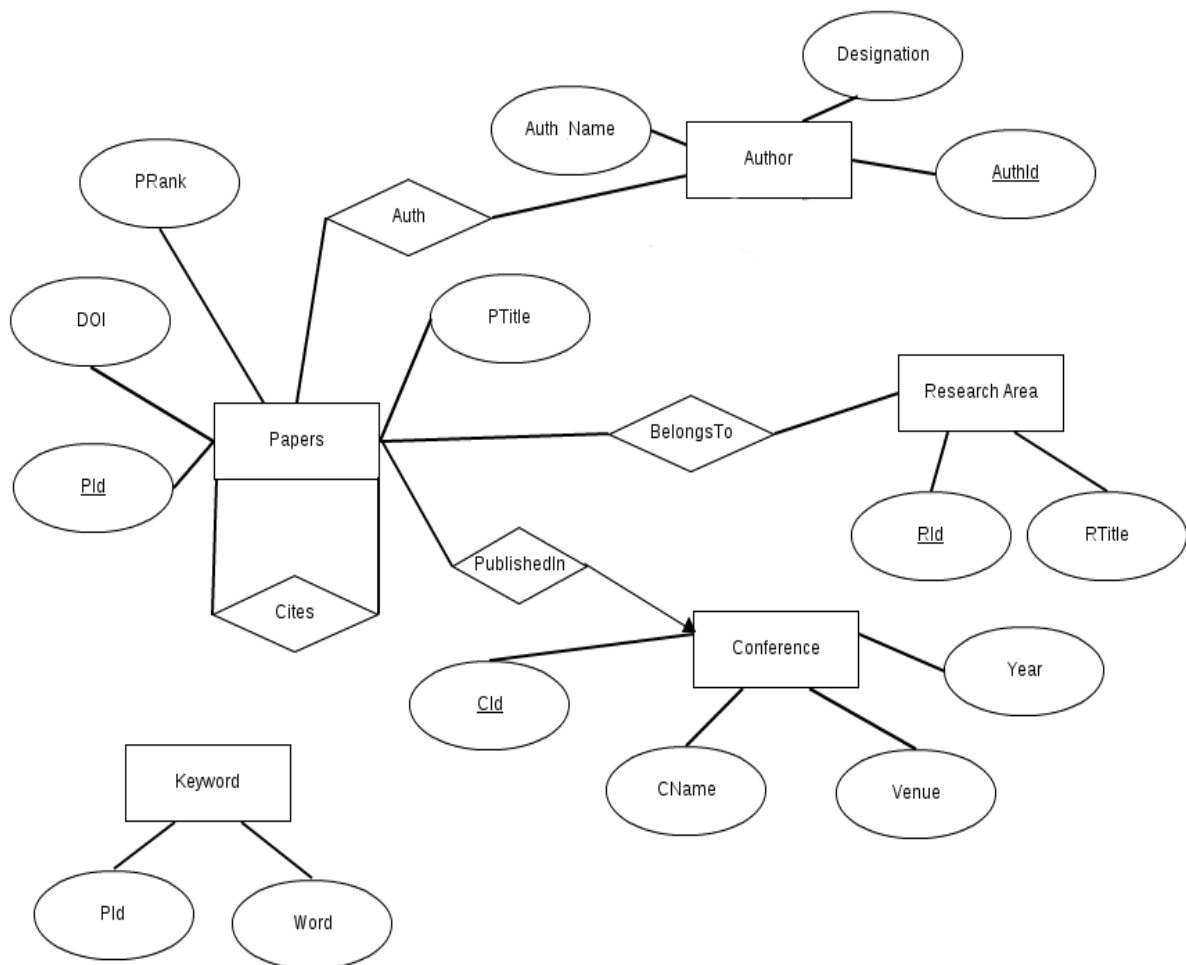 Designation
Auth Name
Author
AuthId
PRank
Auth
DOI
PTitle
Research Area
Papers
BelongsTo
PId
RId
RTitle
PublishedIn
Cites
Conference
Year
CId
Keyword
CName
Venue
PId
Word